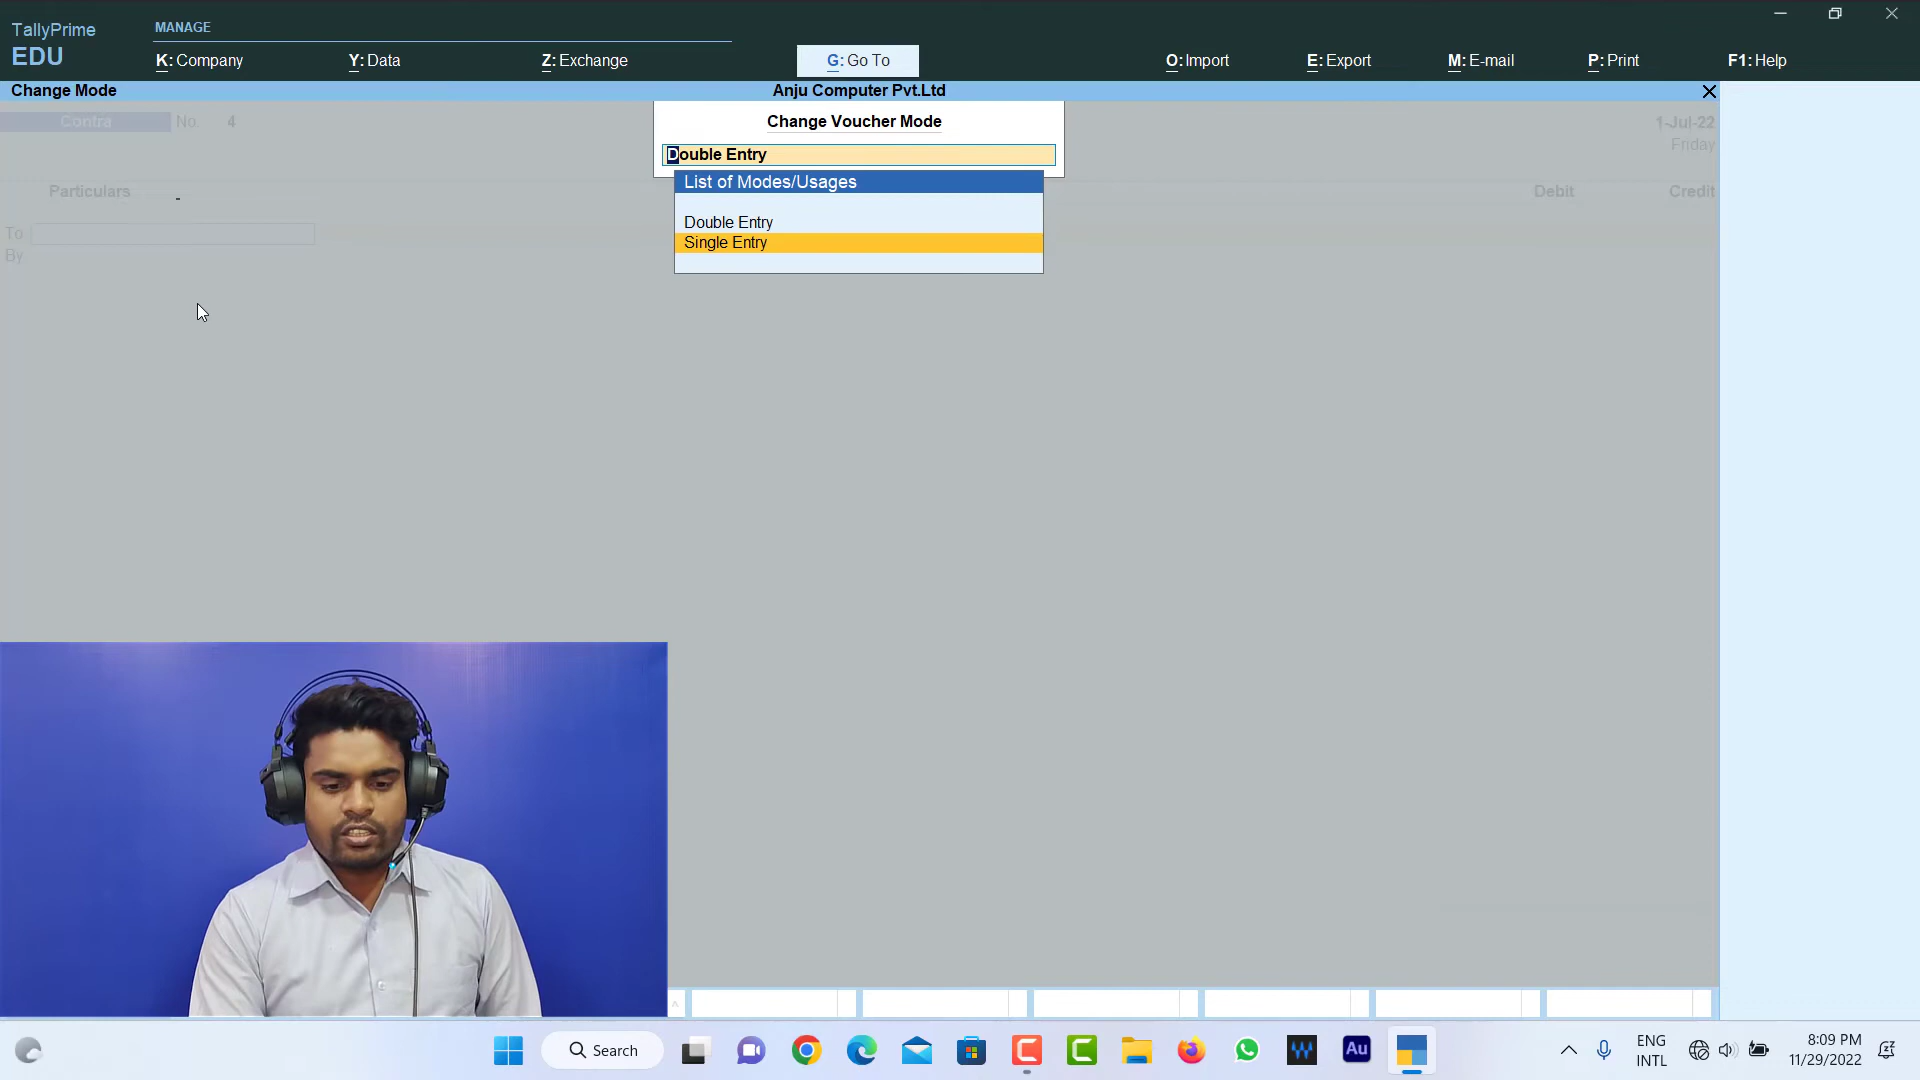 TallyPrime
EDU
MANAGE
K: Company
Y: Data
Z: Exchange
G: Go To
O: Import
E: Export
M: E-mail
P: Print
F1: Help
Change Mode
Anju Computer Pvt.Ltd
Contra No. 4
1-Jul-22
Friday
Change Voucher Mode
Double Entry
List of Modes/Usages
Double Entry
Single Entry
Particulars
Debit
Credit
To
By
Search
Au
ENG
INTL
8:09 PM
11/29/2022